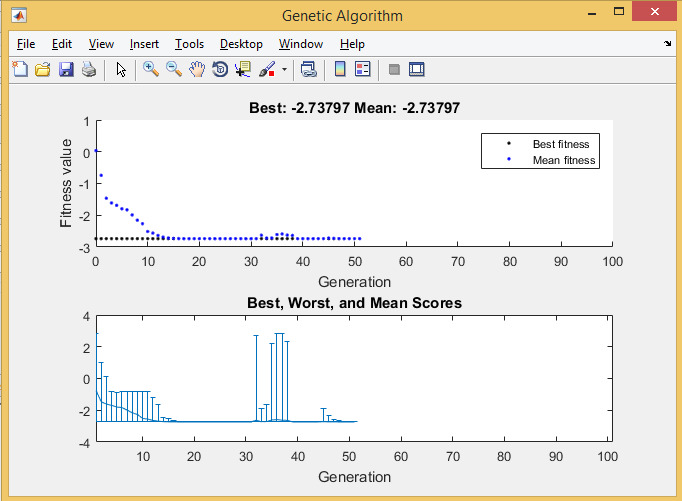 Genetic Algorithm
File Edit View Insert Tools Desktop Window Help
Best: -2.73797 Mean: -2.73797
Fitness value
1
0
-1
-2
-3
Best fitness
Mean fitness
0 10 20 30 40 50 60 70 80 90 100
Generation
Best, Worst, and Mean Scores
4
2
0
-2
-4
10 20 30 40 50 60 70 80 90 100
Generation